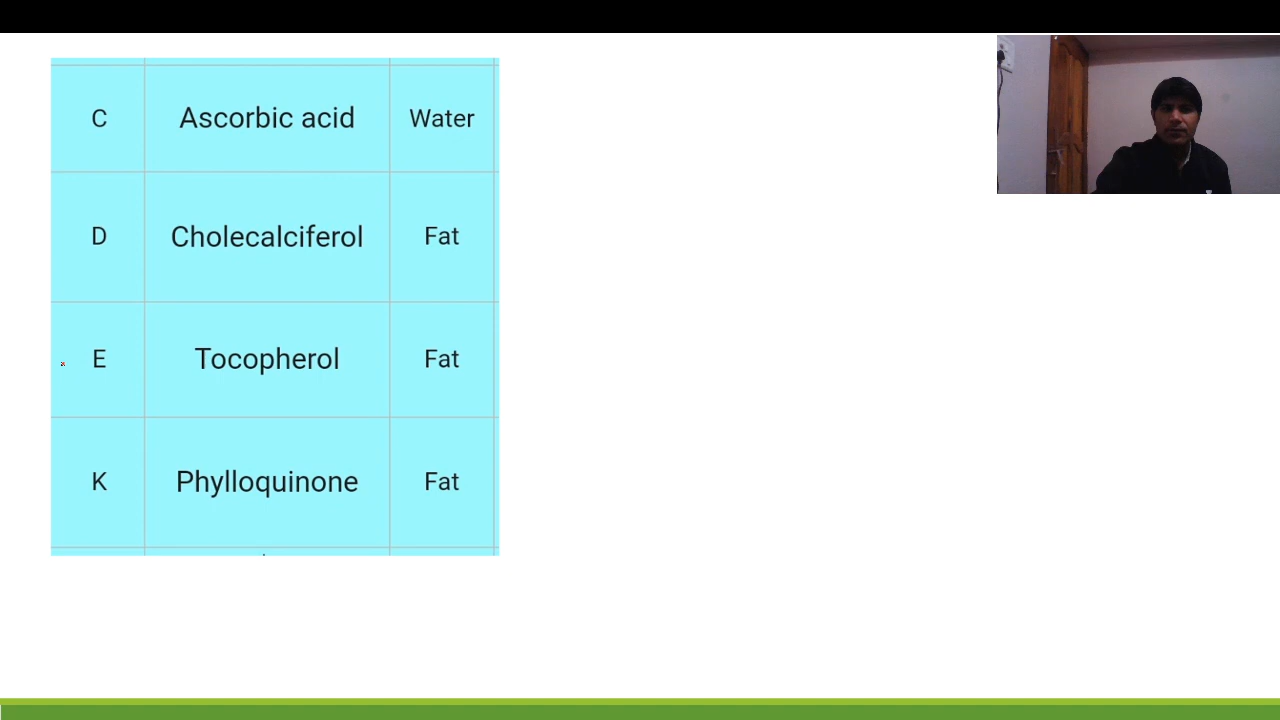 C Ascorbic acid Water
D Cholecalciferol Fat
E Tocopherol Fat
K Phylloquinone Fat